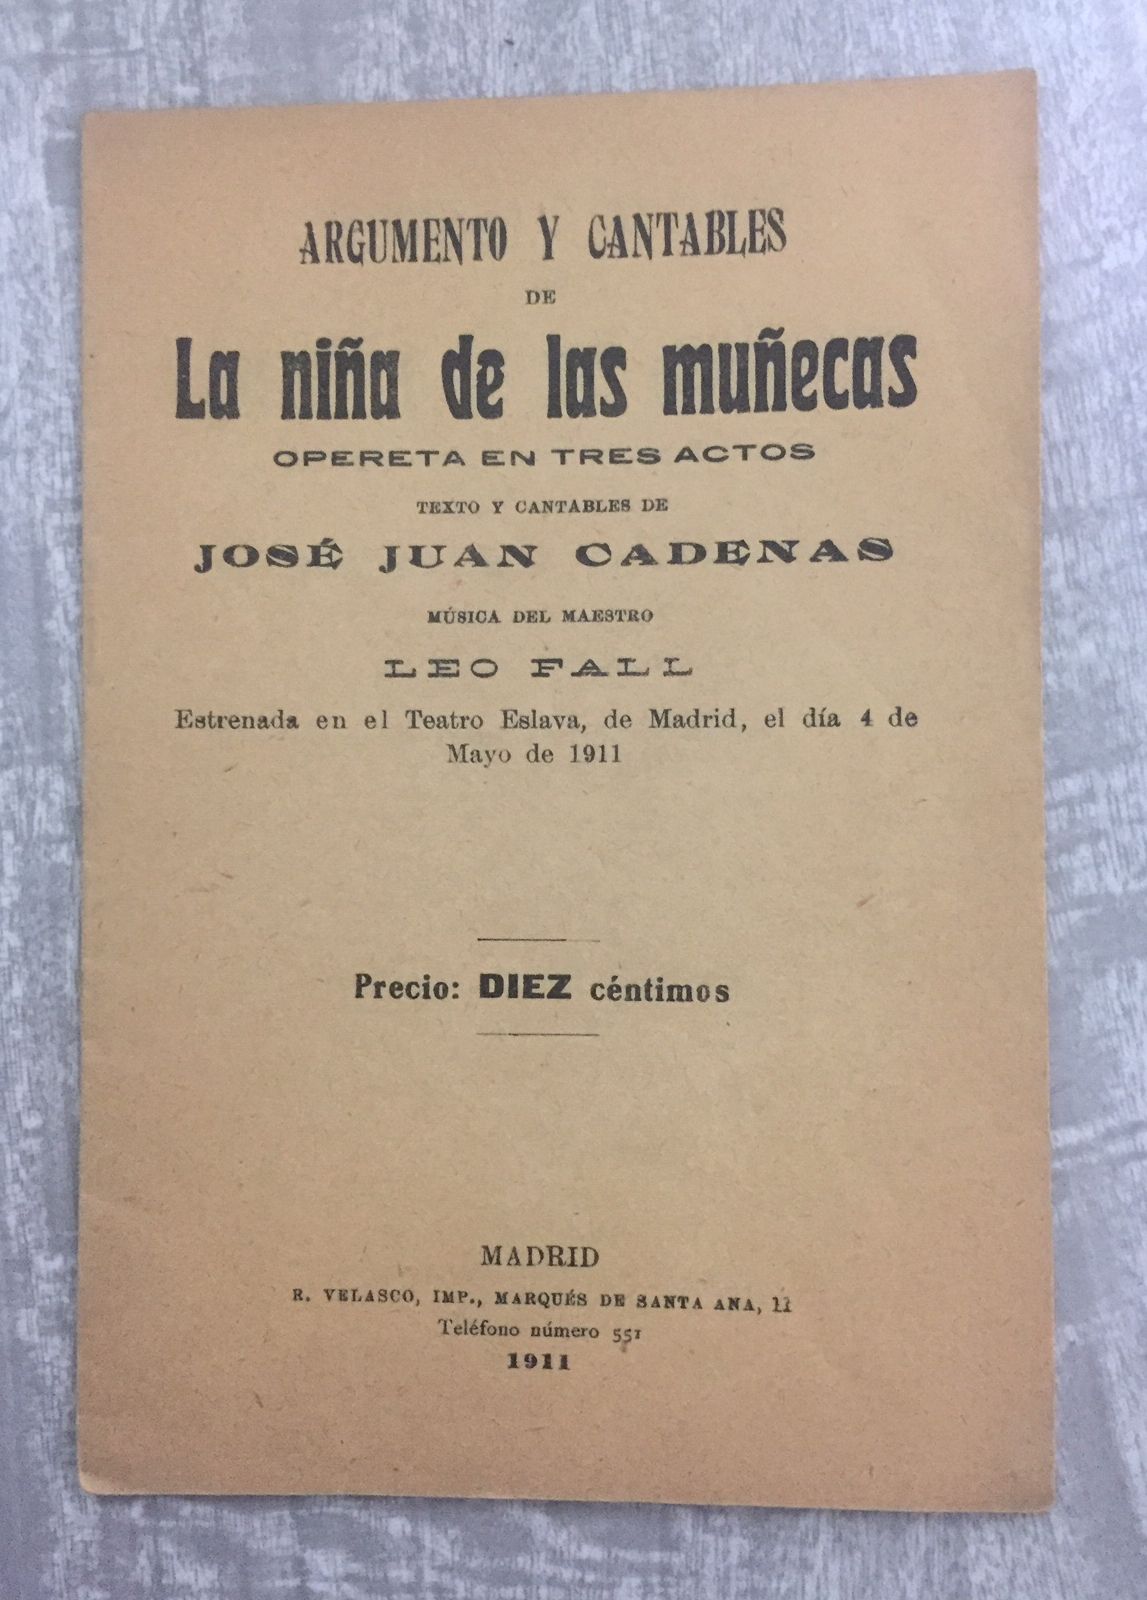 ARGUMENTO Y CANTABLES
DE
La niña de las muñecas
OPERETA EN TRES ACTOS
TEXTO Y CANTABLES DE
JOSÉ JUAN CADENAS
MÚSICA DEL MAESTRO
LEO FALL
Estrenada en el Teatro Eslava, de Madrid, el día 4 de
Mayo de 1911
Precio: DIEZ céntimos
MADRID
R. VELASCO, IMP., MARQUÉS DE SANTA ANA, 11
Teléfono número 551
1911